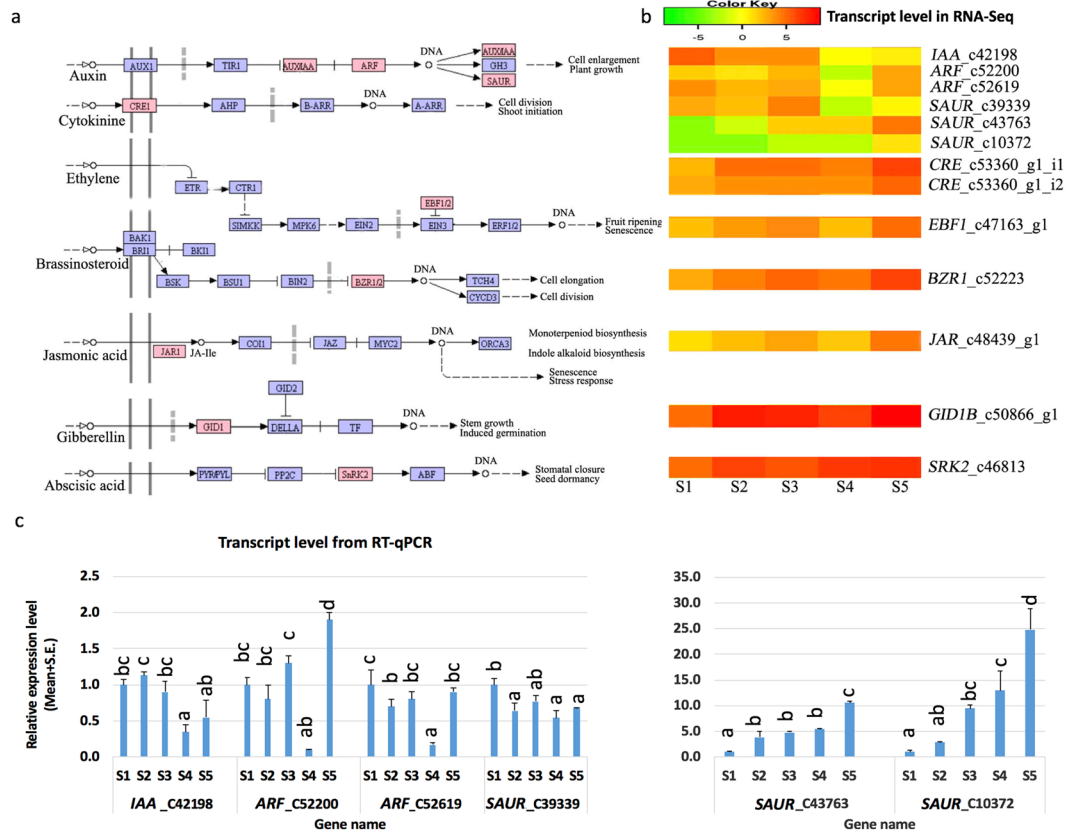 a
Auxin
AUX1
TIR1
AUX/IAA
ARF
DNA
AUX/IAA
GH3
SAUR
Cell enlargement
Plant growth
Cytokinine
CRE1
AHP
B-ARR
DNA
A-ARR
Cell division
Shoot initiation
Ethylene
ETR
CTR1
SIMKK
MPK6
EIN2
EBF1/2
EIN3
ERF1/2
DNA
Fruit ripening
Senescence
Brassinosteroid
BAK1
BRI1
BKI1
BSK
BSU1
BIN2
BZR1/2
DNA
TCH4
CYCD3
Cell elongation
Cell division
Jasmonic acid
JAR1
JA-Ile
COI1
JAZ
MYC2
DNA
ORCA3
Monoterpeniod biosynthesis
Indole alkaloid biosynthesis
Senescence
Stress response
Gibberellin
GID1
GID2
DELLA
TF
DNA
Stem growth
Induced germination
Abscisic acid
PYR/PYL
PP2C
SnRK2
ABF
DNA
Stomatal closure
Seed dormancy
b
Color Key
-5 0 5
Transcript level in RNA-Seq
IAA_c42198
ARF_c52200
ARF_c52619
SAUR_c39339
SAUR_c43763
SAUR_c10372
CRE_c53360_g1_i1
CRE_c53360_g1_i2
EBF1_c47163_g1
BZR1_c52223
JAR_c48439_g1
GID1B_c50866_g1
SRK2_c46813
S1 S2 S3 S4 S5
c
Transcript level from RT-qPCR
Relative expression level
(Mean+S.E.)
2.5
2.0
1.5
1.0
0.5
0.0
bc c bc a ab
bc bc c ab d
c b b a b
b a ab a a
S1 S2 S3 S4 S5 S1 S2 S3 S4 S5 S1 S2 S3 S4 S5 S1 S2 S3 S4 S5
IAA _C42198 ARF_C52200 ARF_C52619 SAUR_C39339
Gene name
35.0
30.0
25.0
20.0
15.0
10.0
5.0
0.0
a b b b c
a ab bc c d
S1 S2 S3 S4 S5 S1 S2 S3 S4 S5
SAUR_C43763 SAUR_C10372
Gene name